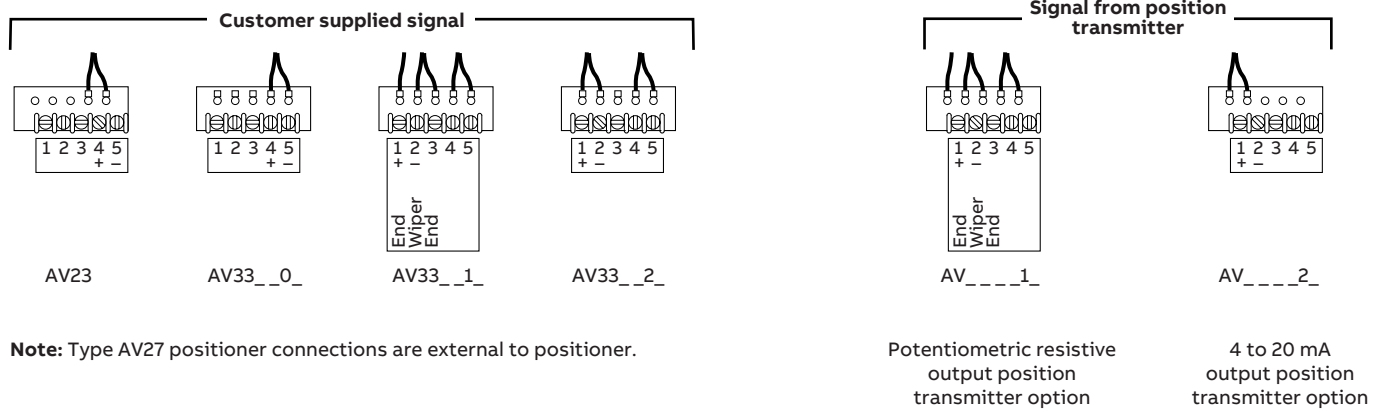 Customer supplied signal
Signal from position
transmitter
1 2 3 4 5
+ –
1 2 3 4 5
+ –
1 2 3 4 5
+ –
End
Wiper
End
1 2 3 4 5
+ –
1 2 3 4 5
+ –
End
Wiper
End
1 2 3 4 5
+ –
AV23
AV33_ _0_
AV33_ _1_
AV33_ _2_
AV_ _ _ _1_
AV_ _ _ _2_
Note: Type AV27 positioner connections are external to positioner.
Potentiometric resistive
output position
transmitter option
4 to 20 mA
output position
transmitter option